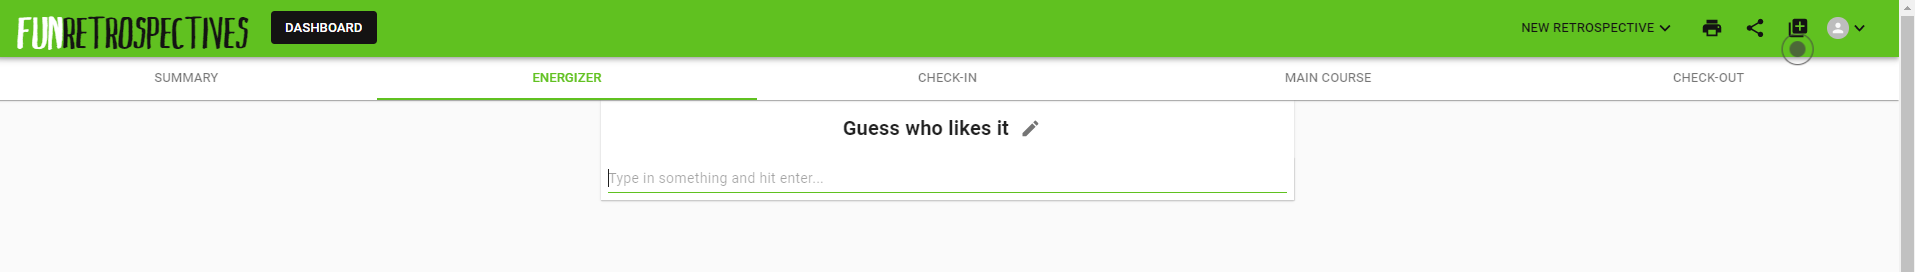 FUNRETROSPECTIVES
DASHBOARD
NEW RETROSPECTIVE
SUMMARY
ENERGIZER
CHECK-IN
MAIN COURSE
CHECK-OUT
Guess who likes it
Type in something and hit enter...